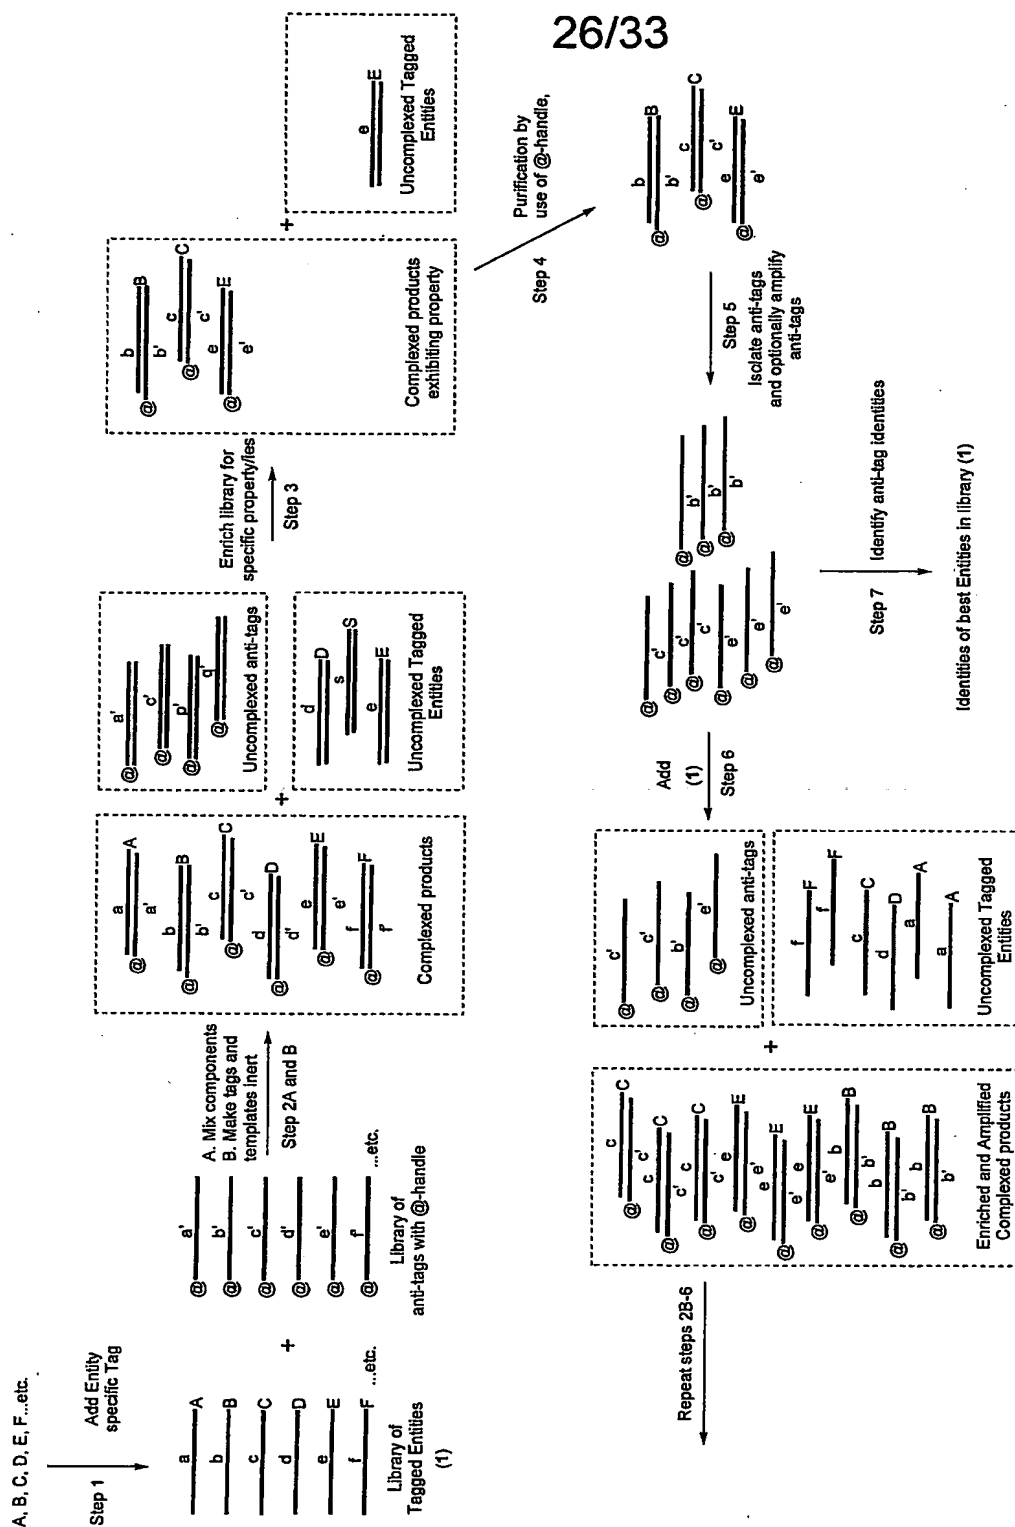 26/33
A, B, C, D, E, F...etc.
Step 1
Add Entity
specific Tag
a A
b B
c C
d D
e E
f F ...etc.
Library of
Tagged Entities
(1)
+
@ a'
@ b'
@ c'
@ d'
@ e'
@ f' ...etc.
Library of
anti-tags with @-handle
A. Mix components
B. Make tags and
templates inert
Step 2A and B
a A
@ a'
b B
@ b'
c C
@ c'
d D
@ d'
e E
@ e'
f F
@ f'
Complexed products
+
@ a'
@ c'
@ p'
@ q'
Uncomplexed anti-tags
d D
s S
e E
Uncomplexed Tagged
Entities
Enrich library for
specific property/ies
Step 3
b B
@ b'
c C
@ c'
e E
@ e'
Complexed products
exhibiting property
+
e E
Uncomplexed Tagged
Entities
Step 4
Purification by
use of @-handle,
b B
@ b'
c C
@ c'
e E
@ e'
Step 5
Isolate anti-tags
and optionally amplify
anti-tags
@ c'
@ c'
@ c'
@ e'
@ e'
@ e'
@ b'
@ b'
@ b'
Step 7
Identify anti-tag identities
Identities of best Entities in library (1)
Add
(1)
Step 6
@ c'
@ c'
@ b'
@ e'
Uncomplexed anti-tags
f F
f F
c C
d D
a A
a A
Uncomplexed Tagged
Entities
+
c C
@ c'
c C
@ c'
c C
@ c'
e E
@ e'
e E
@ e'
e E
@ e'
b B
@ b'
b B
@ b'
b B
@ b'
Enriched and Amplified
Complexed products
Repeat steps 2B-6